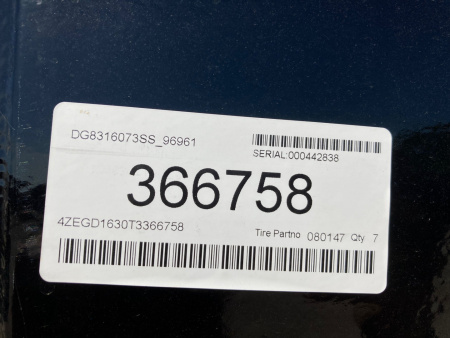 DG8316073SS_96961
SERIAL:000442838
366758
4ZEGD1630T3366758
Tire Partno 080147 Qty 7